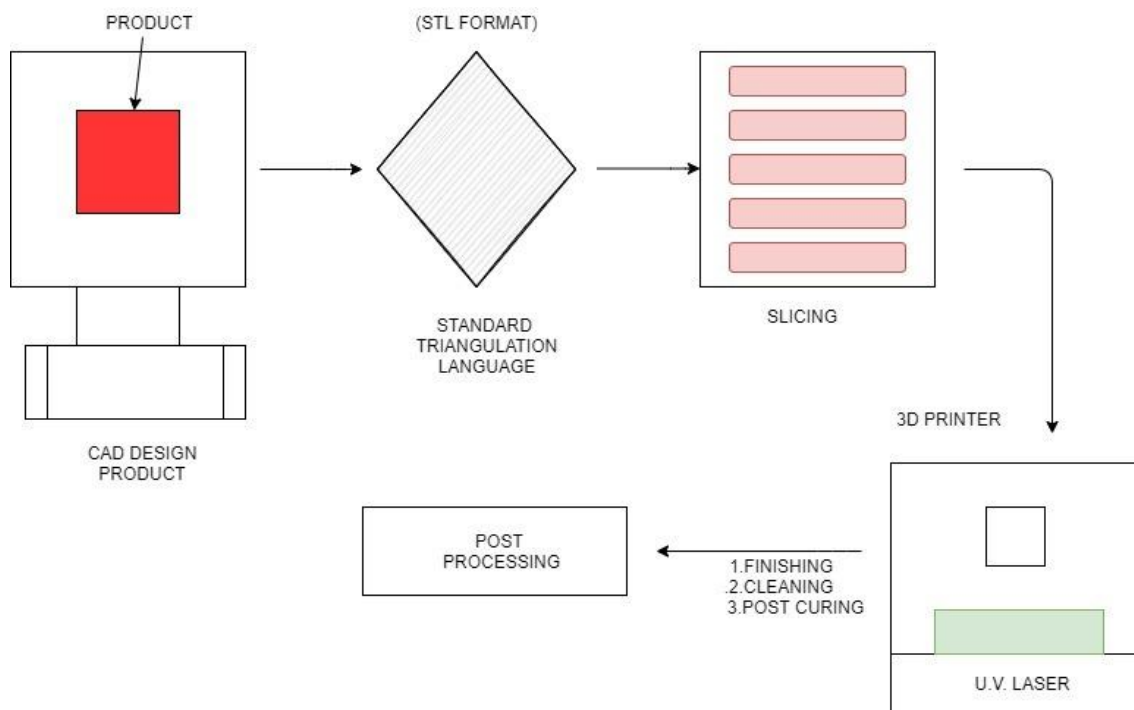 PRODUCT
(STL FORMAT)
STANDARD
TRIANGULATION
LANGUAGE
SLICING
CAD DESIGN
PRODUCT
3D PRINTER
POST
PROCESSING
1.FINISHING
.2.CLEANING
3.POST CURING
U.V. LASER